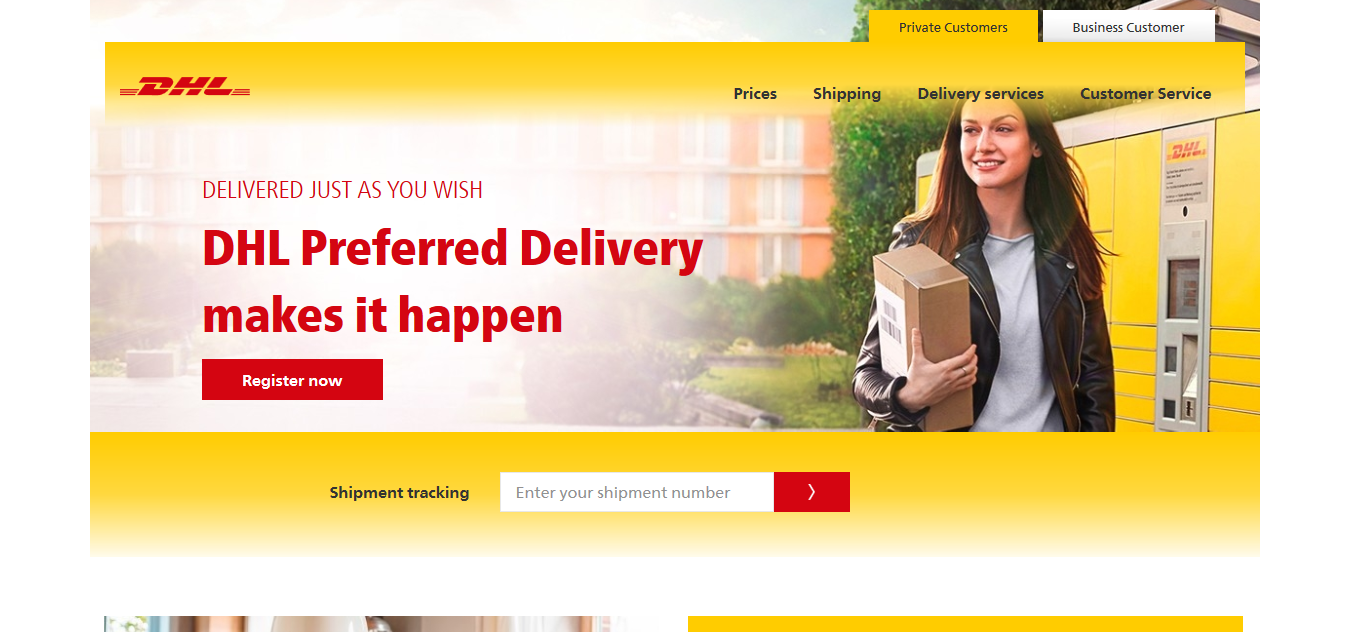 Private Customers
Business Customer
DHL
Prices
Shipping
Delivery services
Customer Service
DELIVERED JUST AS YOU WISH
DHL Preferred Delivery
makes it happen
Register now
DHL
Shipment tracking
Enter your shipment number